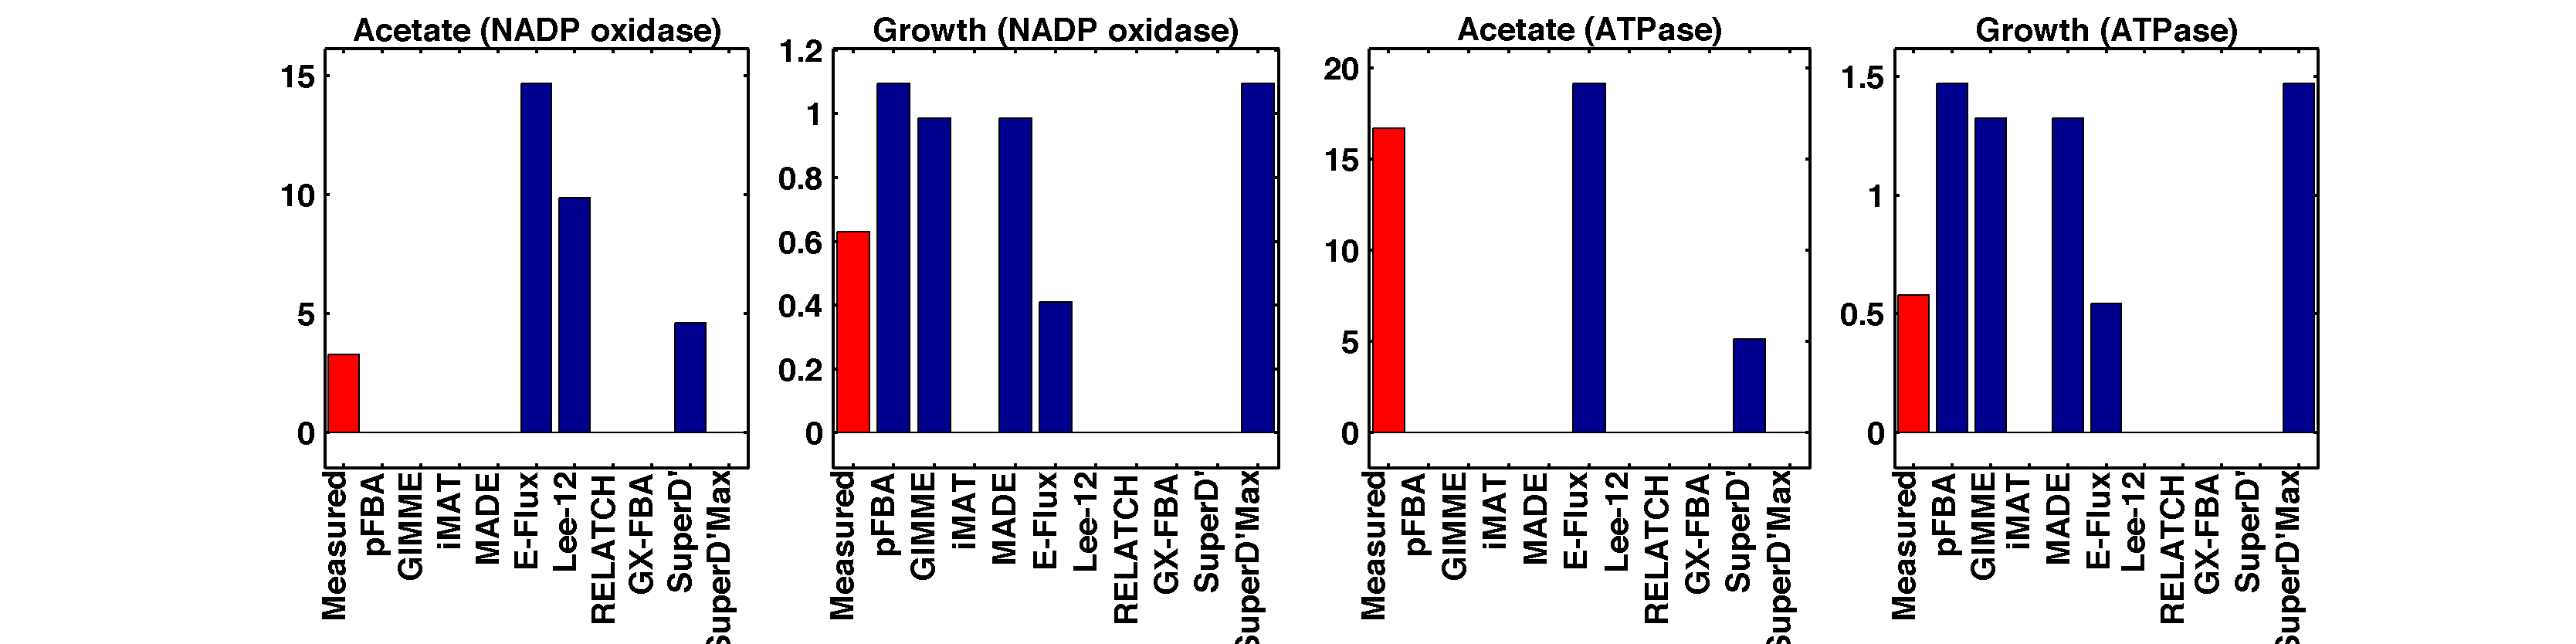 Acetate (NADP oxidase)
15
10
5
0
Measured
pFBA
GIMME
iMAT
MADE
E-Flux
Lee-12
RELATCH
GX-FBA
SuperD'
SuperD'Max
Growth (NADP oxidase)
1.2
1
0.8
0.6
0.4
0.2
0
Measured
pFBA
GIMME
iMAT
MADE
E-Flux
Lee-12
RELATCH
GX-FBA
SuperD'
SuperD'Max
Acetate (ATPase)
20
15
10
5
0
Measured
pFBA
GIMME
iMAT
MADE
E-Flux
Lee-12
RELATCH
GX-FBA
SuperD'
SuperD'Max
Growth (ATPase)
1.5
1
0.5
0
Measured
pFBA
GIMME
iMAT
MADE
E-Flux
Lee-12
RELATCH
GX-FBA
SuperD'
SuperD'Max